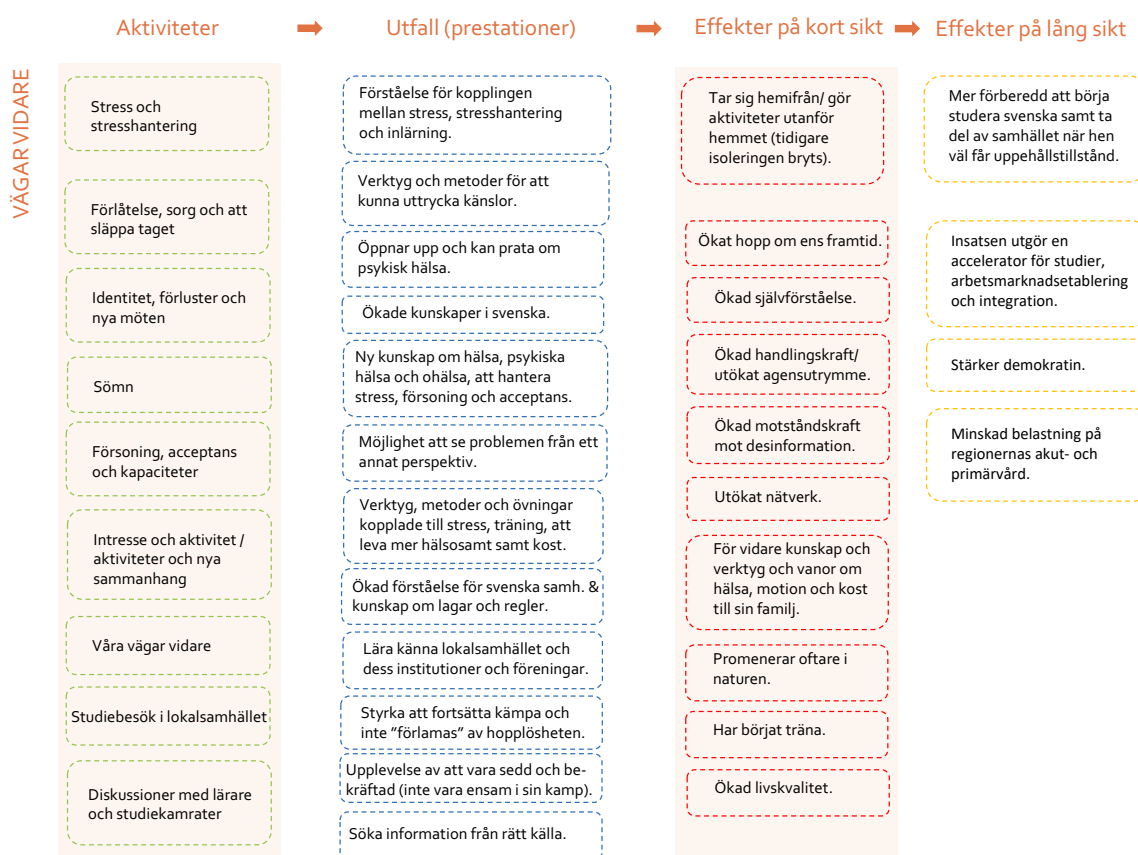 Aktiviteter
Utfall (prestationer)
Effekter på kort sikt
Effekter på lång sikt
VÄGAR VIDARE
Stress och
stresshantering
Förlåtelse, sorg och att
släppa taget
Identitet, förluster och
nya möten
Sömn
Försoning, acceptans
och kapaciteter
Intresse och aktivitet /
aktiviteter och nya
sammanhang
Våra vägar vidare
Studiebesök i lokalsamhället
Diskussioner med lärare
och studiekamrater
Förståelse för kopplingen
mellan stress, stresshantering
och inlärning.
Verktyg och metoder för att
kunna uttrycka känslor.
Öppnar upp och kan prata om
psykisk hälsa.
Ökade kunskaper i svenska.
Ny kunskap om hälsa, psykiska
hälsa och ohälsa, att hantera
stress, försoning och acceptans.
Möjlighet att se problemen från ett
annat perspektiv.
Verktyg, metoder och övningar
kopplade till stress, träning, att
leva mer hälsosamt samt kost.
Ökad förståelse för svenska samh. &
kunskap om lagar och regler.
Lära känna lokalsamhället och
dess institutioner och föreningar.
Styrka att fortsätta kämpa och
inte ”förlamas” av hopplösheten.
Upplevelse av att vara sedd och be-
kräftad (inte vara ensam i sin kamp).
Söka information från rätt källa.
Tar sig hemifrån/ gör
aktiviteter utanför
hemmet (tidigare
isoleringen bryts).
Ökat hopp om ens framtid.
Ökad självförståelse.
Ökad handlingskraft/
utökat agensutrymme.
Ökad motståndskraft
mot desinformation.
Utökat nätverk.
För vidare kunskap och
verktyg och vanor om
hälsa, motion och kost
till sin familj.
Promenerar oftare i
naturen.
Har börjat träna.
Ökad livskvalitet.
Mer förberedd att börja
studera svenska samt ta
del av samhället när hen
väl får uppehållstillstånd.
Insatsen utgör en
accelerator för studier,
arbetsmarknadsetablering
och integration.
Stärker demokratin.
Minskad belastning på
regionernas akut- och
primärvård.